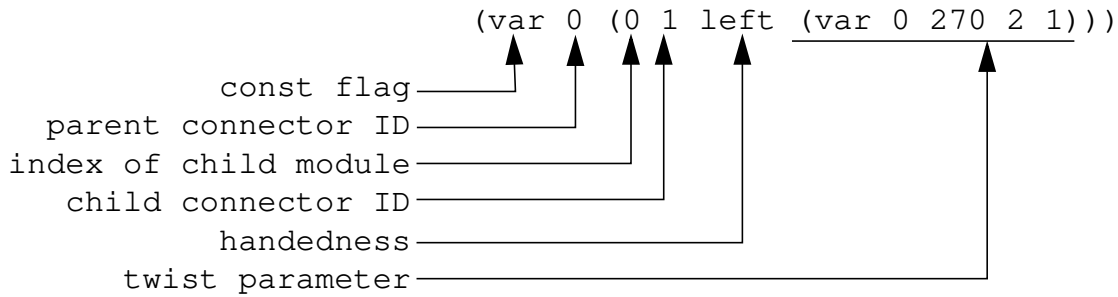 (var 0 (0 1 left (var 0 270 2 1)))
const flag
parent connector ID
index of child module
child connector ID
handedness
twist parameter